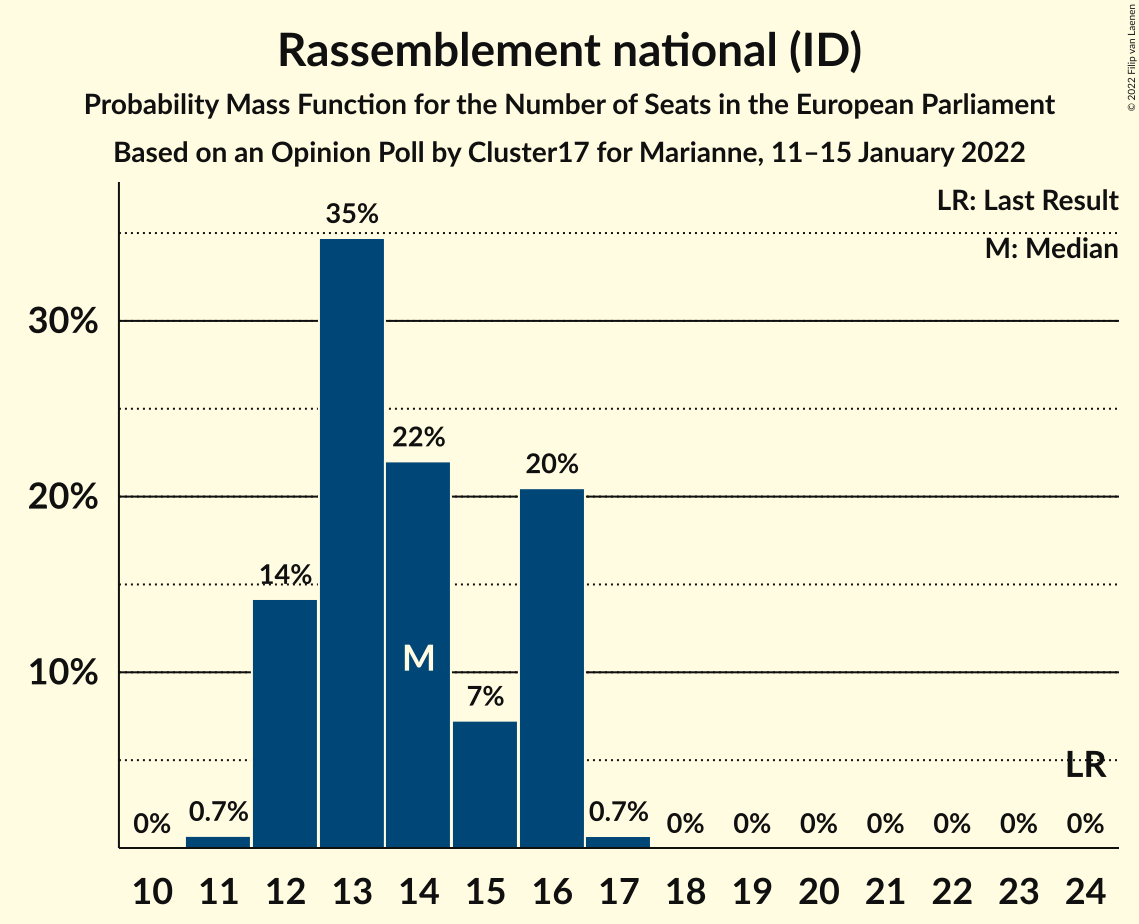 Rassemblement national (ID)
Probability Mass Function for the Number of Seats in the European Parliament
Based on an Opinion Poll by Cluster17 for Marianne, 11–15 January 2022
© 2022 Filip van Laenen
LR: Last Result
M: Median
35%
30%
22%
20%
20%
14%
10%
M
7%
LR
0% 0.7% 0.7% 0% 0% 0% 0% 0% 0% 0%
10 11 12 13 14 15 16 17 18 19 20 21 22 23 24